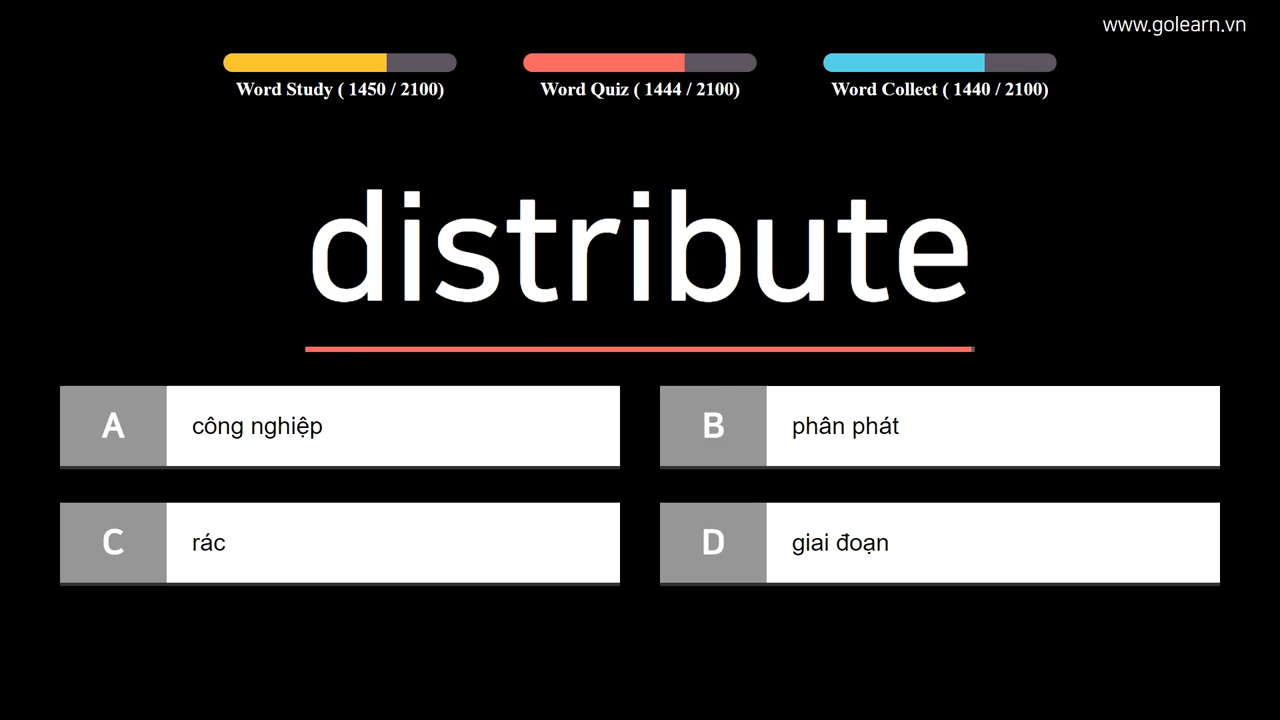 www.golearn.vn
Word Study ( 1450 / 2100)
Word Quiz ( 1444 / 2100)
Word Collect ( 1440 / 2100)
distribute
A công nghiệp
B phân phát
C rác
D giai đoạn